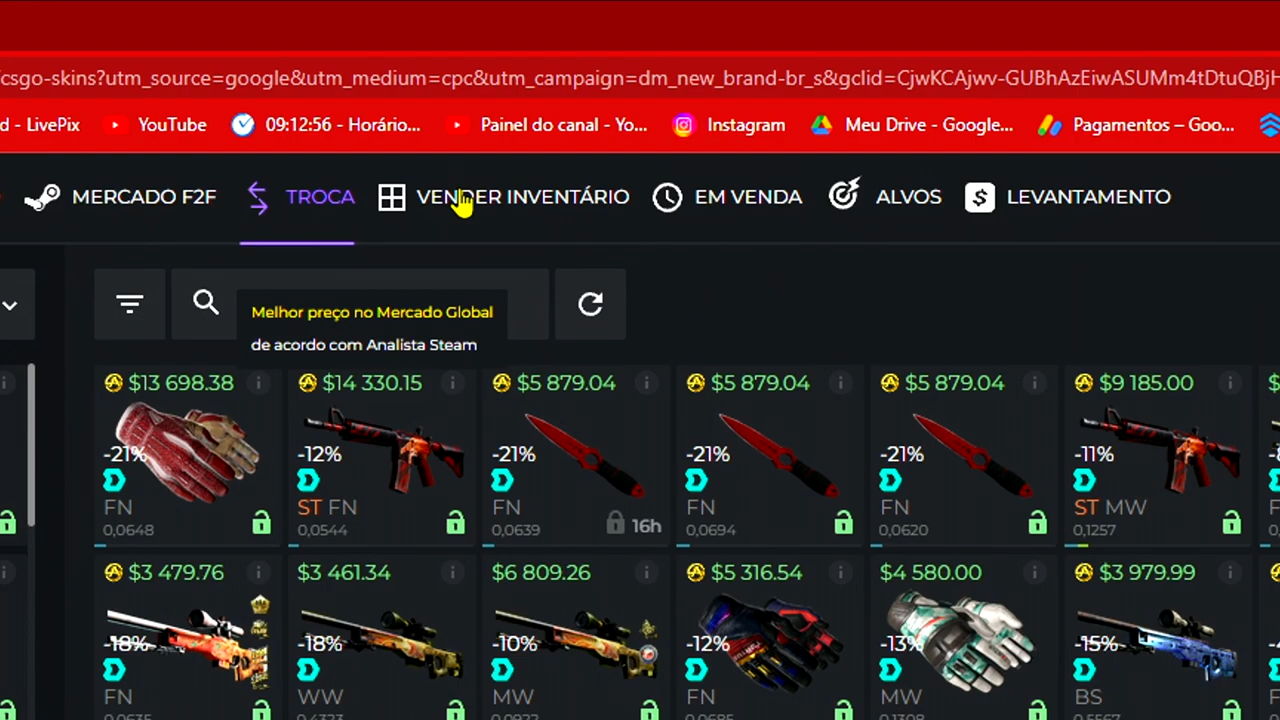 /csgo-skins?utm_source=google&utm_medium=cpc&utm_campaign=dm_new_brand-br_s&gclid=CjwKCAjwv-GUBhAzEiwASUMm4tDtuQBjH
d - LivePix YouTube 09:12:56 - Horário... Painel do canal - Yo... Instagram Meu Drive - Google... Pagamentos – Goo...
MERCADO F2F TROCA VENDER INVENTÁRIO EM VENDA ALVOS LEVANTAMENTO
Melhor preço no Mercado Global
de acordo com Analista Steam
$13 698.38 $14 330.15 $5 879.04 $5 879.04 $5 879.04 $9 185.00
-21% -12% -21% -21% -21% -11%
FN ST FN FN FN FN ST MW
0,0648 0,0544 0,0639 16h 0,0694 0,0620 0,1257
$3 479.76 $3 461.34 $6 809.26 $5 316.54 $4 580.00 $3 979.99
-18% -18% -10% -12% -13% -15%
FN WW MW FN MW BS